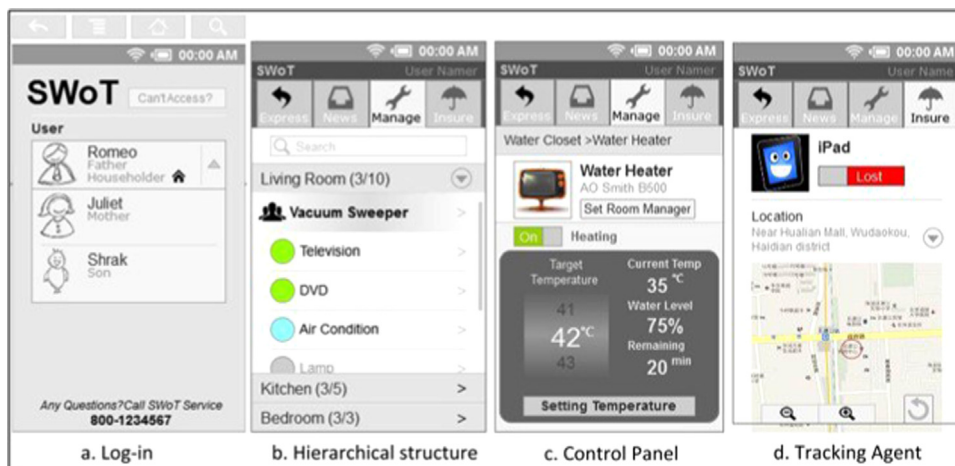 00:00 AM
SWoT
Can'tAccess?
User
Romeo
Father
Householder
Juliet
Mother
Shrak
Son
Any Questions?Call SWoT Service
800-1234567
a. Log-in
00:00 AM
SWoT User Namer
Express News Manage Insure
Search
Living Room (3/10)
Vacuum Sweeper >
Television >
DVD >
Air Condition >
Lamp >
Kitchen (3/5) >
Bedroom (3/3) >
b. Hierarchical structure
00:00 AM
SWoT User Namer
Express News Manage Insure
Water Closet >Water Heater
Water Heater
AO Smith B500
Set Room Manager
On Heating
Target
Temperature
41
42°C
43
Current Temp
35 °C
Water Level
75%
Remaining
20 min
Setting Temperature
c. Control Panel
00:00 AM
SWoT User Namer
Express News Manage Insure
iPad
Lost
Location
Near Hualian Mall, Wudaokou,
Haidian district
d. Tracking Agent